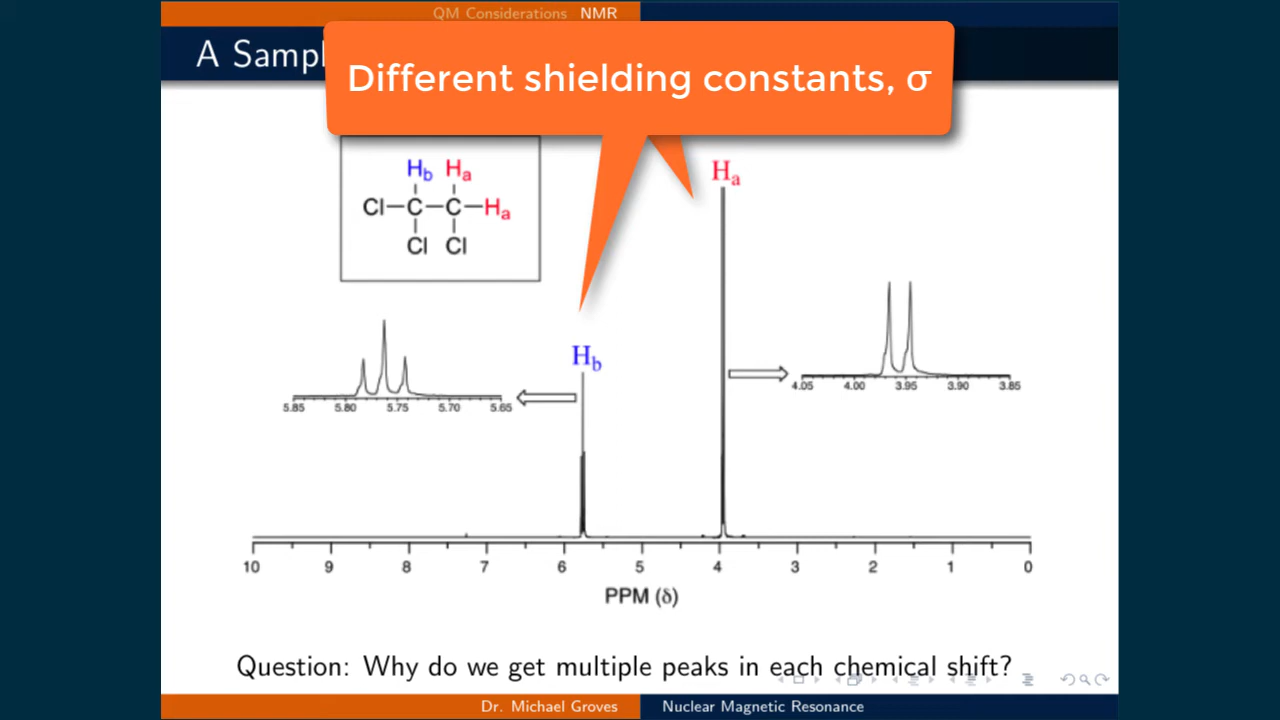 QM Considerations NMR
A Sampl
Different shielding constants, σ
Hb Ha
Cl–C–C–Ha
Cl Cl
Ha
Hb
5.85 5.80 5.75 5.70 5.65
4.05 4.00 3.95 3.90 3.85
10 9 8 7 6 5 4 3 2 1 0
PPM (δ)
Question: Why do we get multiple peaks in each chemical shift?
Dr. Michael Groves Nuclear Magnetic Resonance